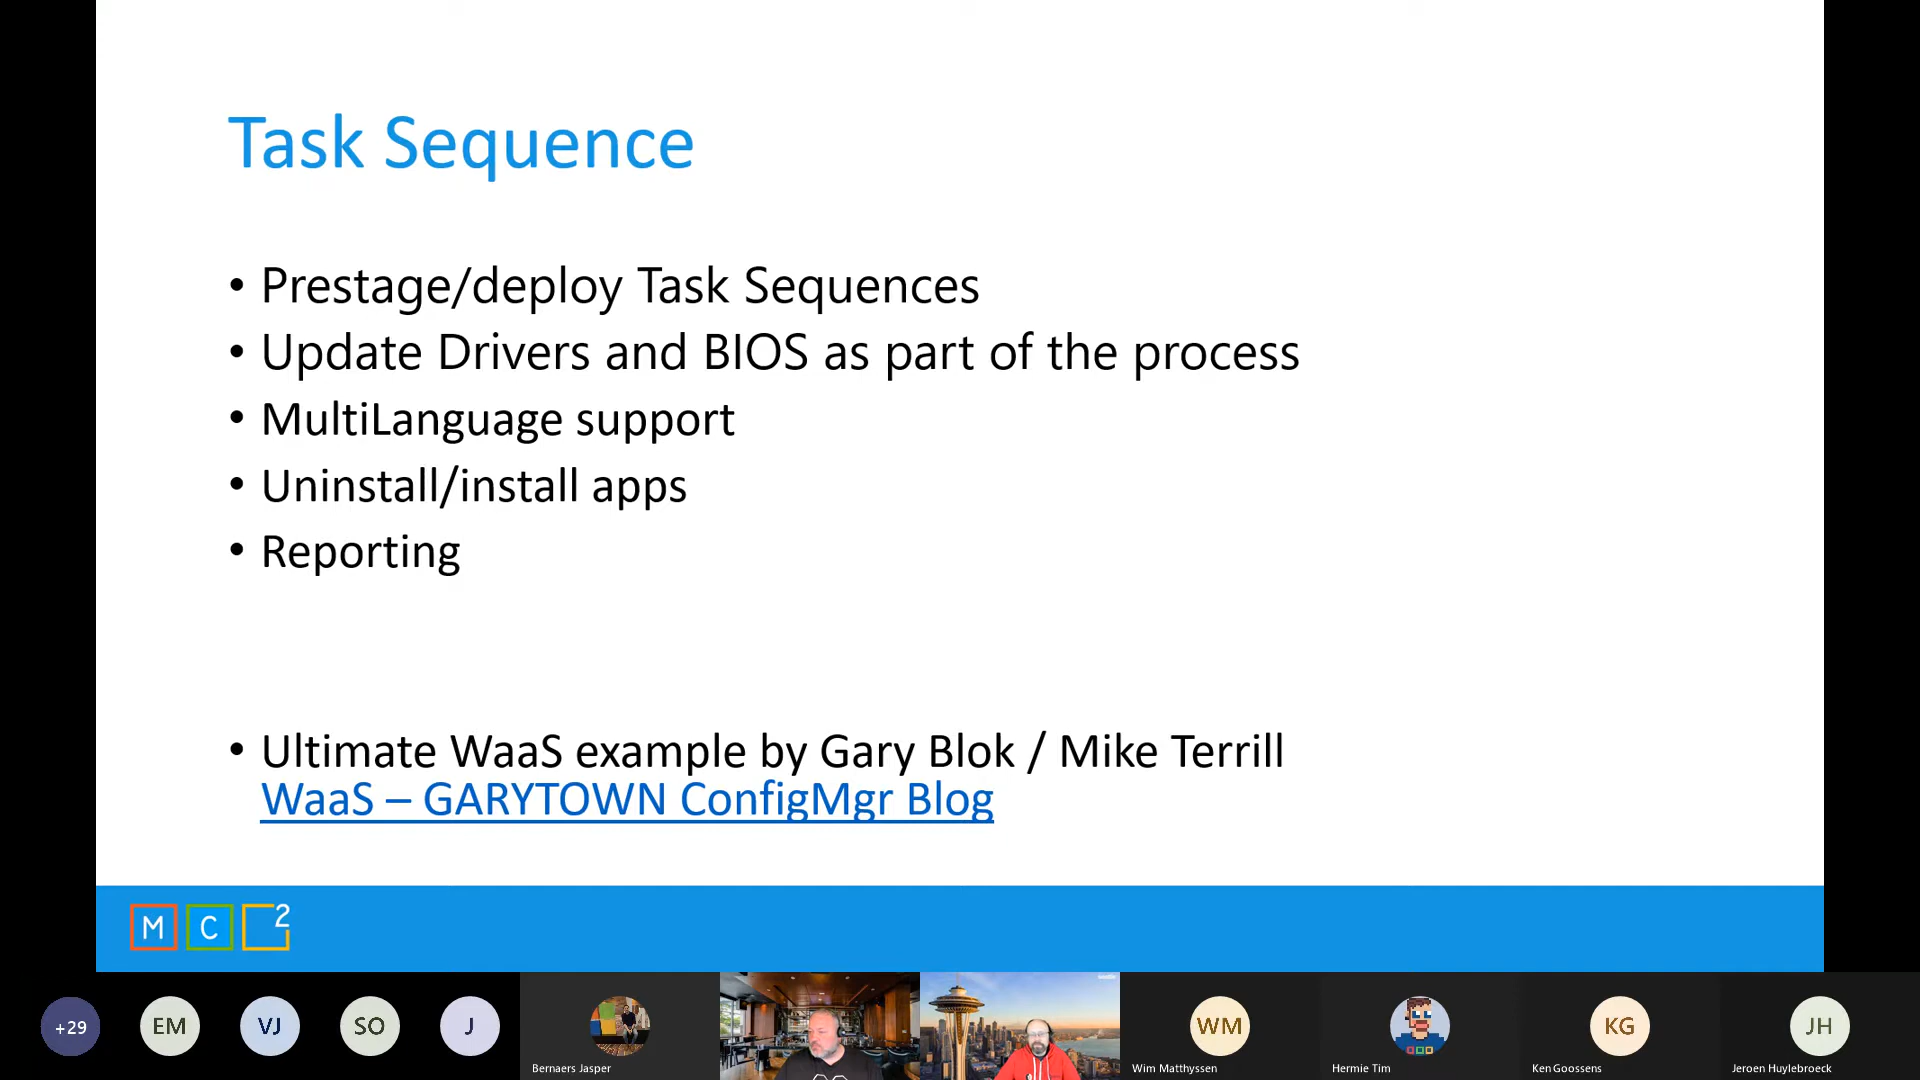 Task Sequence
• Prestage/deploy Task Sequences
• Update Drivers and BIOS as part of the process
• MultiLanguage support
• Uninstall/install apps
• Reporting
• Ultimate WaaS example by Gary Blok / Mike Terrill
WaaS – GARYTOWN ConfigMgr Blog
M C 2
+29 EM VJ SO J WM KG JH
Bernaers Jasper Wim Matthyssen Hermie Tim Ken Goossens Jeroen Huylebroeck